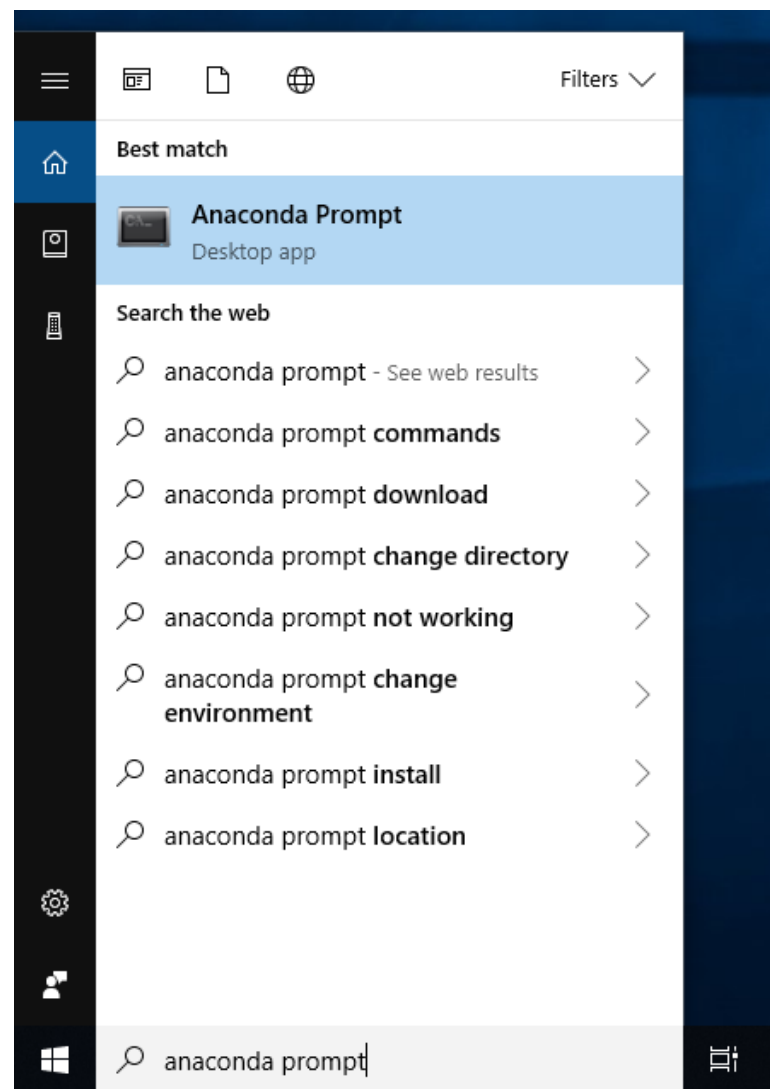 Filters
Best match
Anaconda Prompt
Desktop app
Search the web
anaconda prompt - See web results
anaconda prompt commands
anaconda prompt download
anaconda prompt change directory
anaconda prompt not working
anaconda prompt change
environment
anaconda prompt install
anaconda prompt location
anaconda prompt